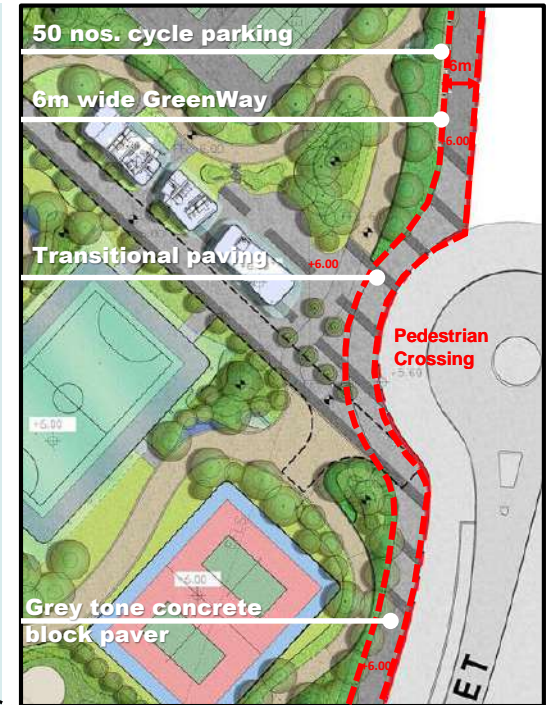 50 nos. cycle parking
6m
6m wide GreenWay
+6.00
Transitional paving
+6.00
Pedestrian
Crossing
+5.60
+6.00
+6.00
Grey tone concrete
block paver
+6.00
ET